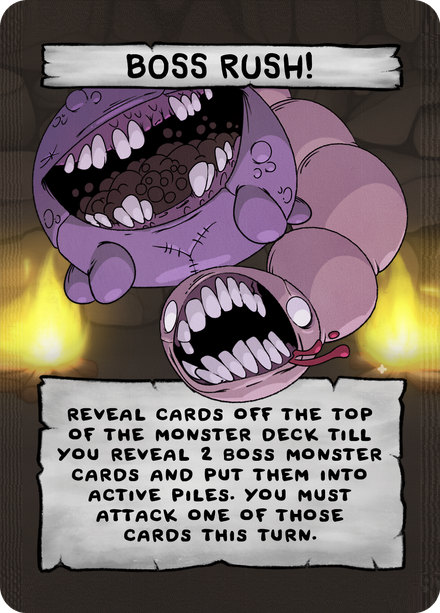 BOSS RUSH!
REVEAL CARDS OFF THE TOP
OF THE MONSTER DECK TILL
YOU REVEAL 2 BOSS MONSTER
CARDS AND PUT THEM INTO
ACTIVE PILES. YOU MUST
ATTACK ONE OF THOSE
CARDS THIS TURN.